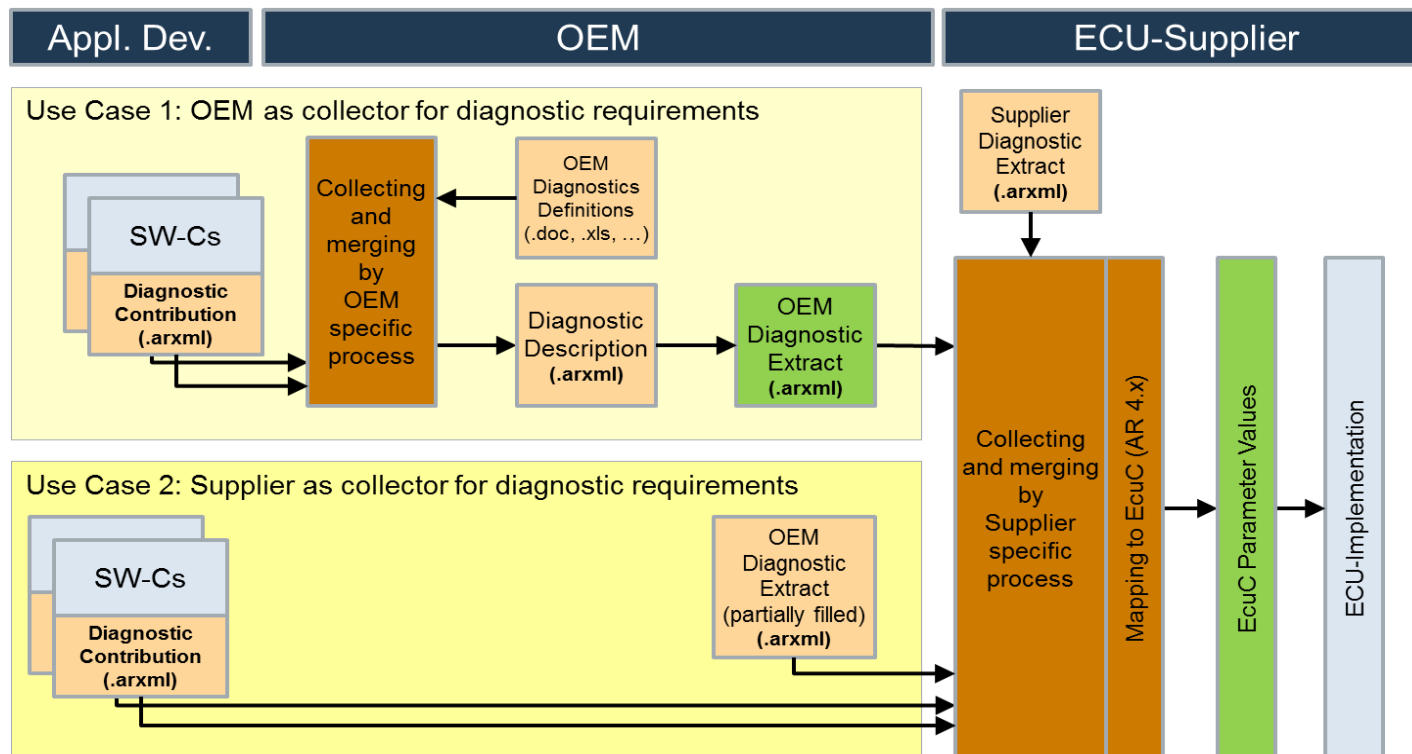 Appl. Dev.
OEM
ECU-Supplier
Use Case 1: OEM as collector for diagnostic requirements
SW-Cs
Diagnostic
Contribution
(.arxml)
Collecting
and
merging
by
OEM
specific
process
OEM
Diagnostics
Definitions
(.doc, .xls, …)
Diagnostic
Description
(.arxml)
OEM
Diagnostic
Extract
(.arxml)
Supplier
Diagnostic
Extract
(.arxml)
Use Case 2: Supplier as collector for diagnostic requirements
SW-Cs
Diagnostic
Contribution
(.arxml)
OEM
Diagnostic
Extract
(partially filled)
(.arxml)
Collecting
and merging
by
Supplier
specific
process
Mapping to EcuC (AR 4.x)
EcuC Parameter Values
ECU-Implementation